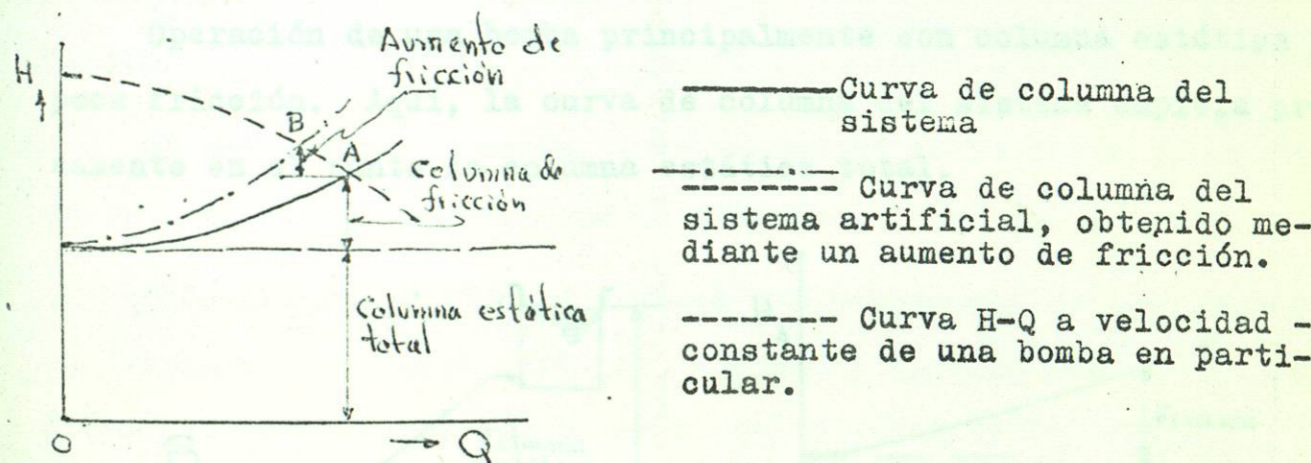 Operación de una bomba principalmente con columna estática
poca fricción. Aquí, la curva de columna del sistema empieza
samente en el columna estática total.
H
Aumento de
fricción
B
A
Columna de
fricción
Columna estática
total
O
Q
Curva de columna del
sistema
Curva de columna del
sistema artificial, obtenido me-
diante un aumento de fricción.
Curva H-Q a velocidad -
constante de una bomba en parti-
cular.